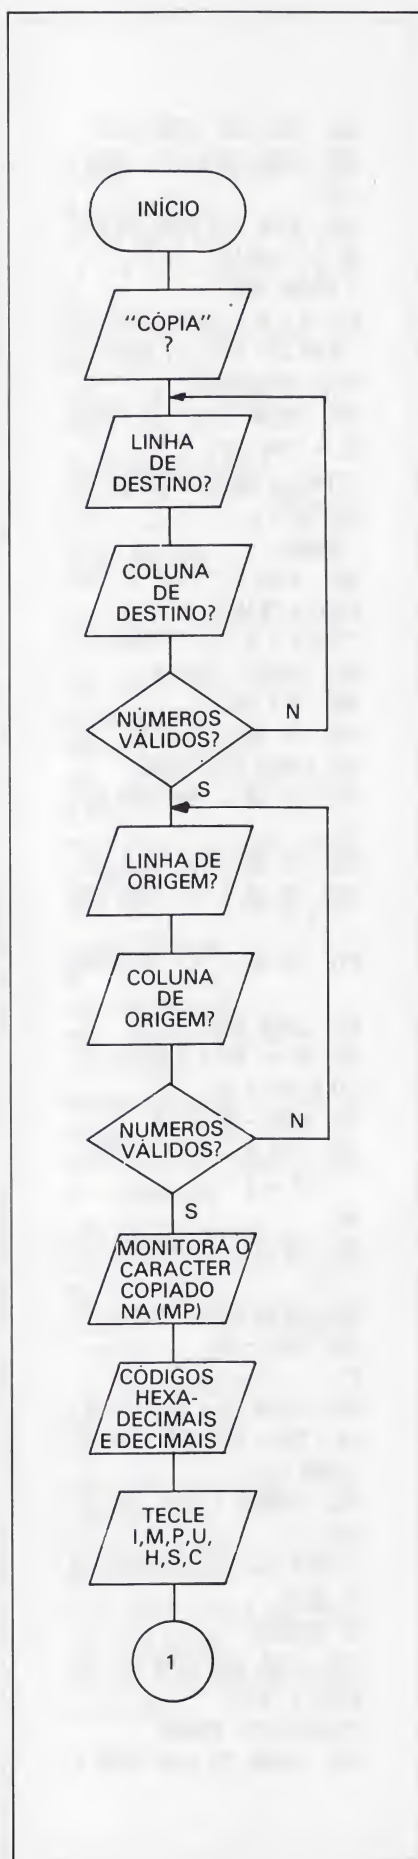 INÍCIO
"CÓPIA"
?
LINHA
DE
DESTINO?
COLUNA
DE
DESTINO?
NÚMEROS
VÁLIDOS?
N
S
LINHA DE
ORIGEM?
COLUNA
DE
ORIGEM?
NUMEROS
VÁLIDOS?
N
S
MONITORA O
CARACTER
COPIADO
NA (MP)
CÓDIGOS
HEXA-
DECIMAIS
E DECIMAIS
TECLE
I,M,P,U,
H,S,C
1